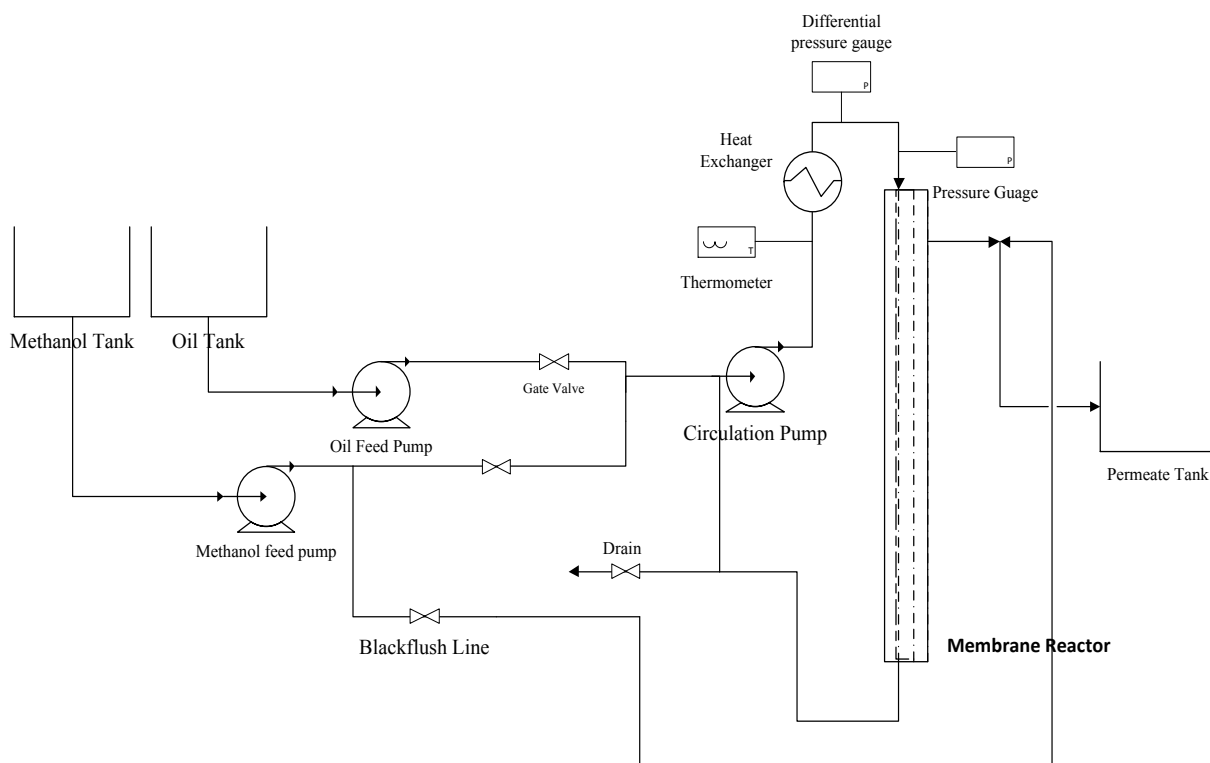 Differential
pressure gauge
P
Heat
Exchanger
P
Pressure Guage
T
Thermometer
Methanol Tank
Oil Tank
Gate Valve
Oil Feed Pump
Circulation Pump
Permeate Tank
Methanol feed pump
Drain
Blackflush Line
Membrane Reactor